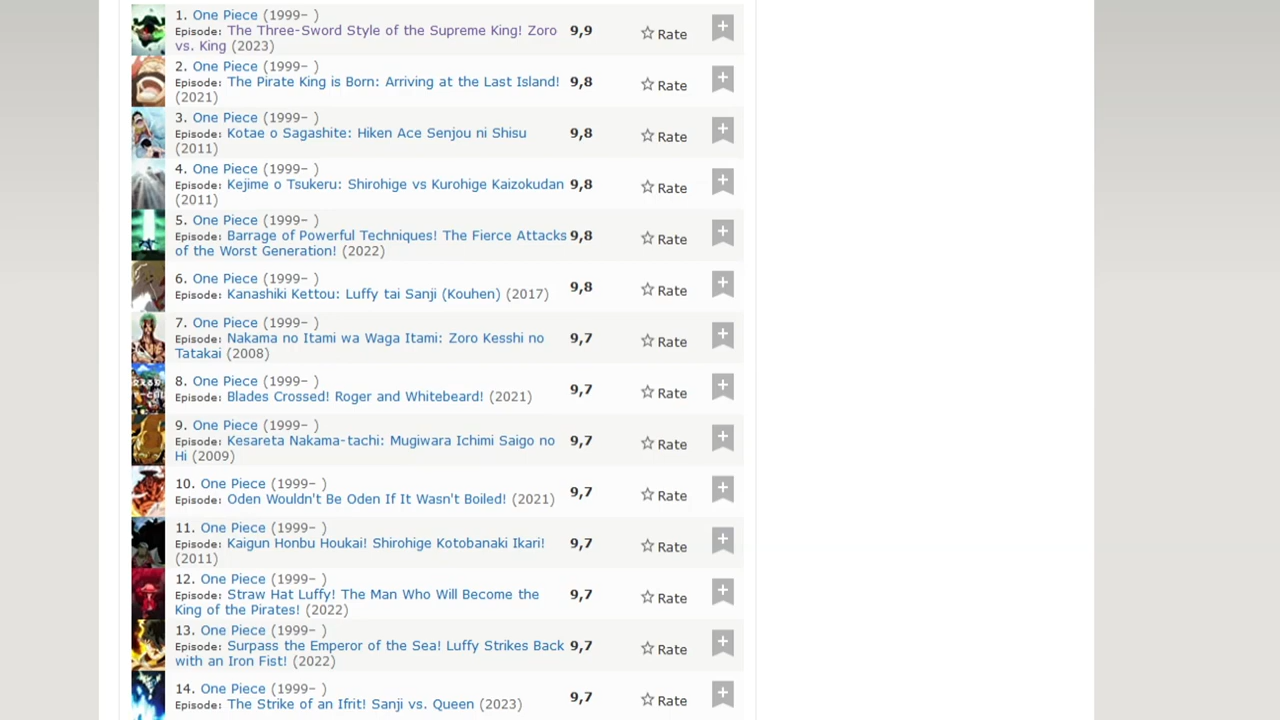 1. One Piece (1999– )
Episode: The Three-Sword Style of the Supreme King! Zoro
vs. King (2023)
9,9
Rate
2. One Piece (1999– )
Episode: The Pirate King is Born: Arriving at the Last Island!
(2021)
9,8
Rate
3. One Piece (1999– )
Episode: Kotae o Sagashite: Hiken Ace Senjou ni Shisu
(2011)
9,8
Rate
4. One Piece (1999– )
Episode: Kejime o Tsukeru: Shirohige vs Kurohige Kaizokudan
(2011)
9,8
Rate
5. One Piece (1999– )
Episode: Barrage of Powerful Techniques! The Fierce Attacks
of the Worst Generation! (2022)
9,8
Rate
6. One Piece (1999– )
Episode: Kanashiki Kettou: Luffy tai Sanji (Kouhen) (2017)
9,8
Rate
7. One Piece (1999– )
Episode: Nakama no Itami wa Waga Itami: Zoro Kesshi no
Tatakai (2008)
9,7
Rate
8. One Piece (1999– )
Episode: Blades Crossed! Roger and Whitebeard! (2021)
9,7
Rate
9. One Piece (1999– )
Episode: Kesareta Nakama-tachi: Mugiwara Ichimi Saigo no
Hi (2009)
9,7
Rate
10. One Piece (1999– )
Episode: Oden Wouldn't Be Oden If It Wasn't Boiled! (2021)
9,7
Rate
11. One Piece (1999– )
Episode: Kaigun Honbu Houkai! Shirohige Kotobanaki Ikari!
(2011)
9,7
Rate
12. One Piece (1999– )
Episode: Straw Hat Luffy! The Man Who Will Become the
King of the Pirates! (2022)
9,7
Rate
13. One Piece (1999– )
Episode: Surpass the Emperor of the Sea! Luffy Strikes Back
with an Iron Fist! (2022)
9,7
Rate
14. One Piece (1999– )
Episode: The Strike of an Ifrit! Sanji vs. Queen (2023)
9,7
Rate